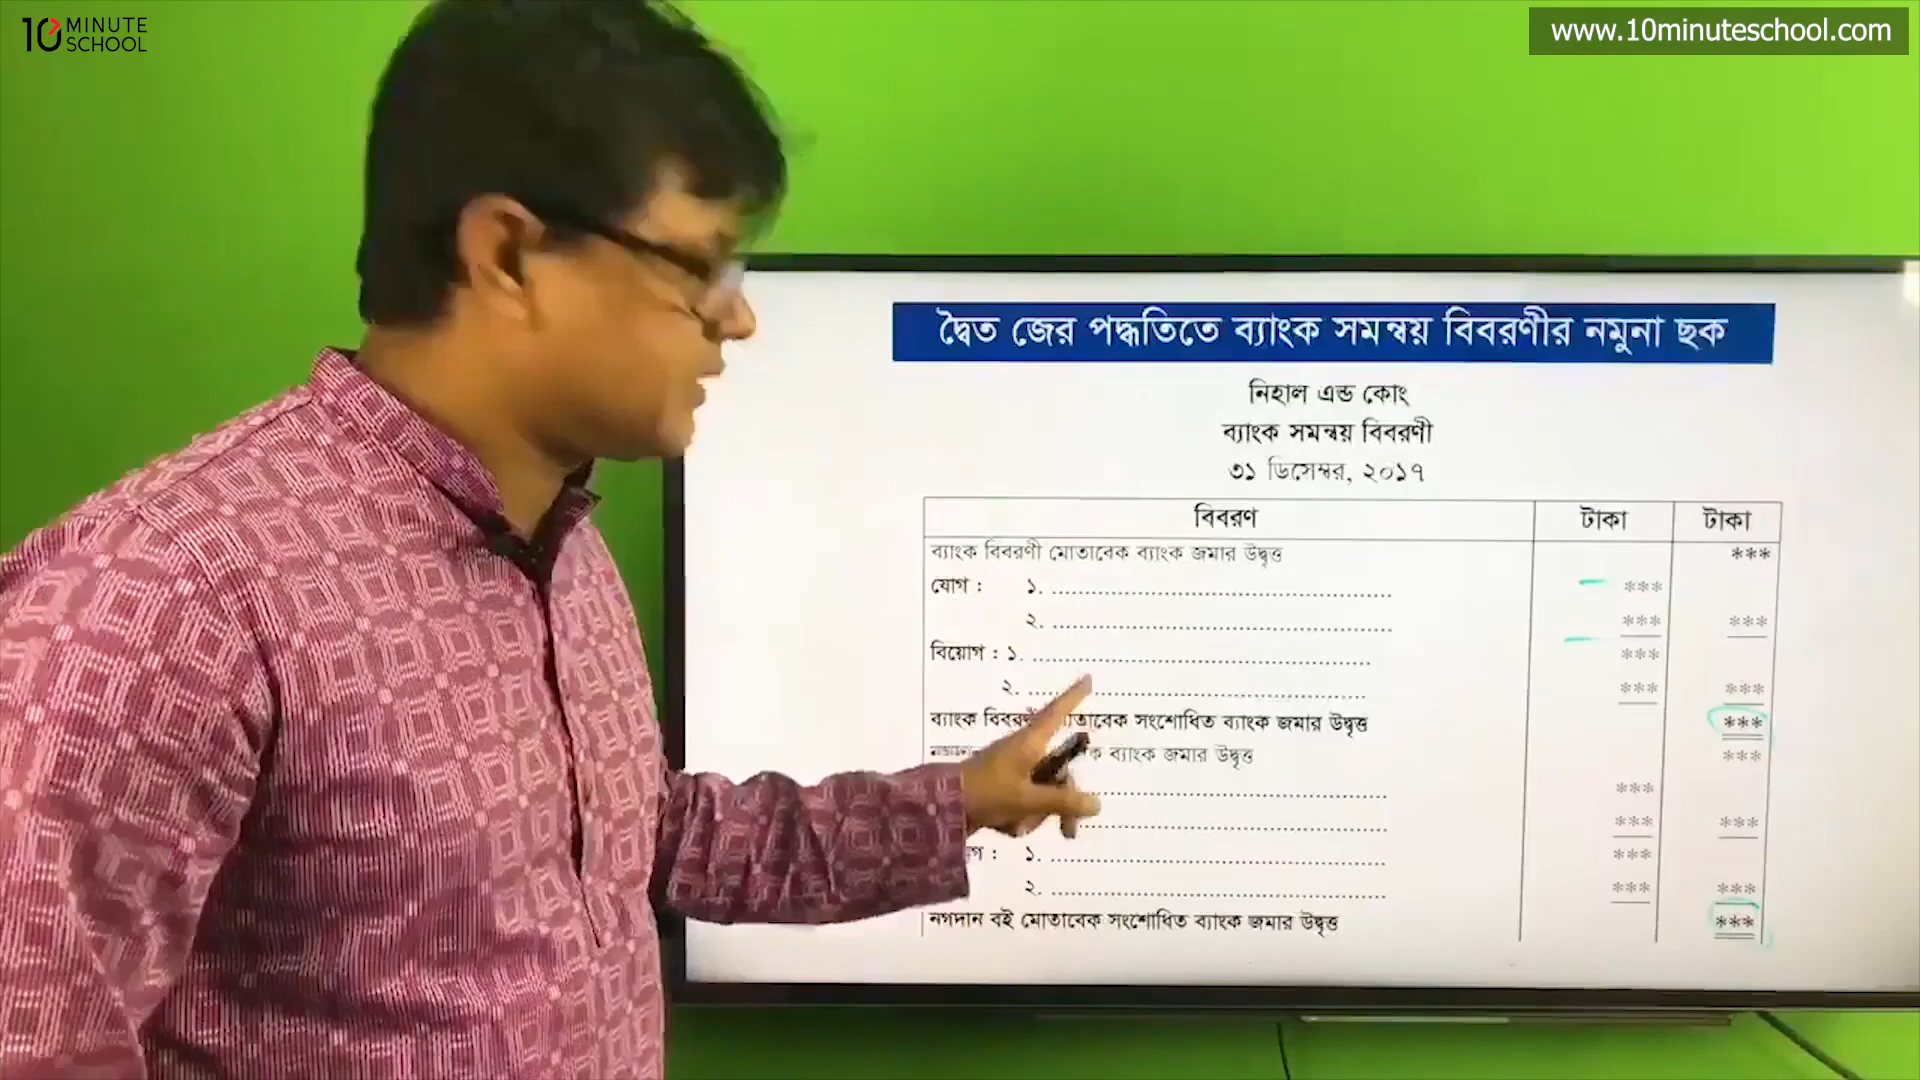 10 MINUTE SCHOOL
www.10minuteschool.com
দ্বৈত জের পদ্ধতিতে ব্যাংক সমন্বয় বিবরণীর নমুনা ছক
নিহাল এন্ড কোং
ব্যাংক সমন্বয় বিবরণী
৩১ ডিসেম্বর, ২০১৭
বিবরণ টাকা টাকা
ব্যাংক বিবরণী মোতাবেক ব্যাংক জমার উদ্বৃত্ত ***
যোগ : ১. ........................................................ ***
২. ........................................................ *** ***
বিয়োগ : ১. ........................................................ ***
২. ........................................................ *** ***
ব্যাংক মোতাবেক সংশোধিত ব্যাংক জমার উদ্বৃত্ত ***
ব্যাংক জমার উদ্বৃত্ত ***
........................................................ ***
........................................................ *** ***
১. ........................................................ ***
২. ........................................................ *** ***
নগদান বই মোতাবেক সংশোধিত ব্যাংক জমার উদ্বৃত্ত ***